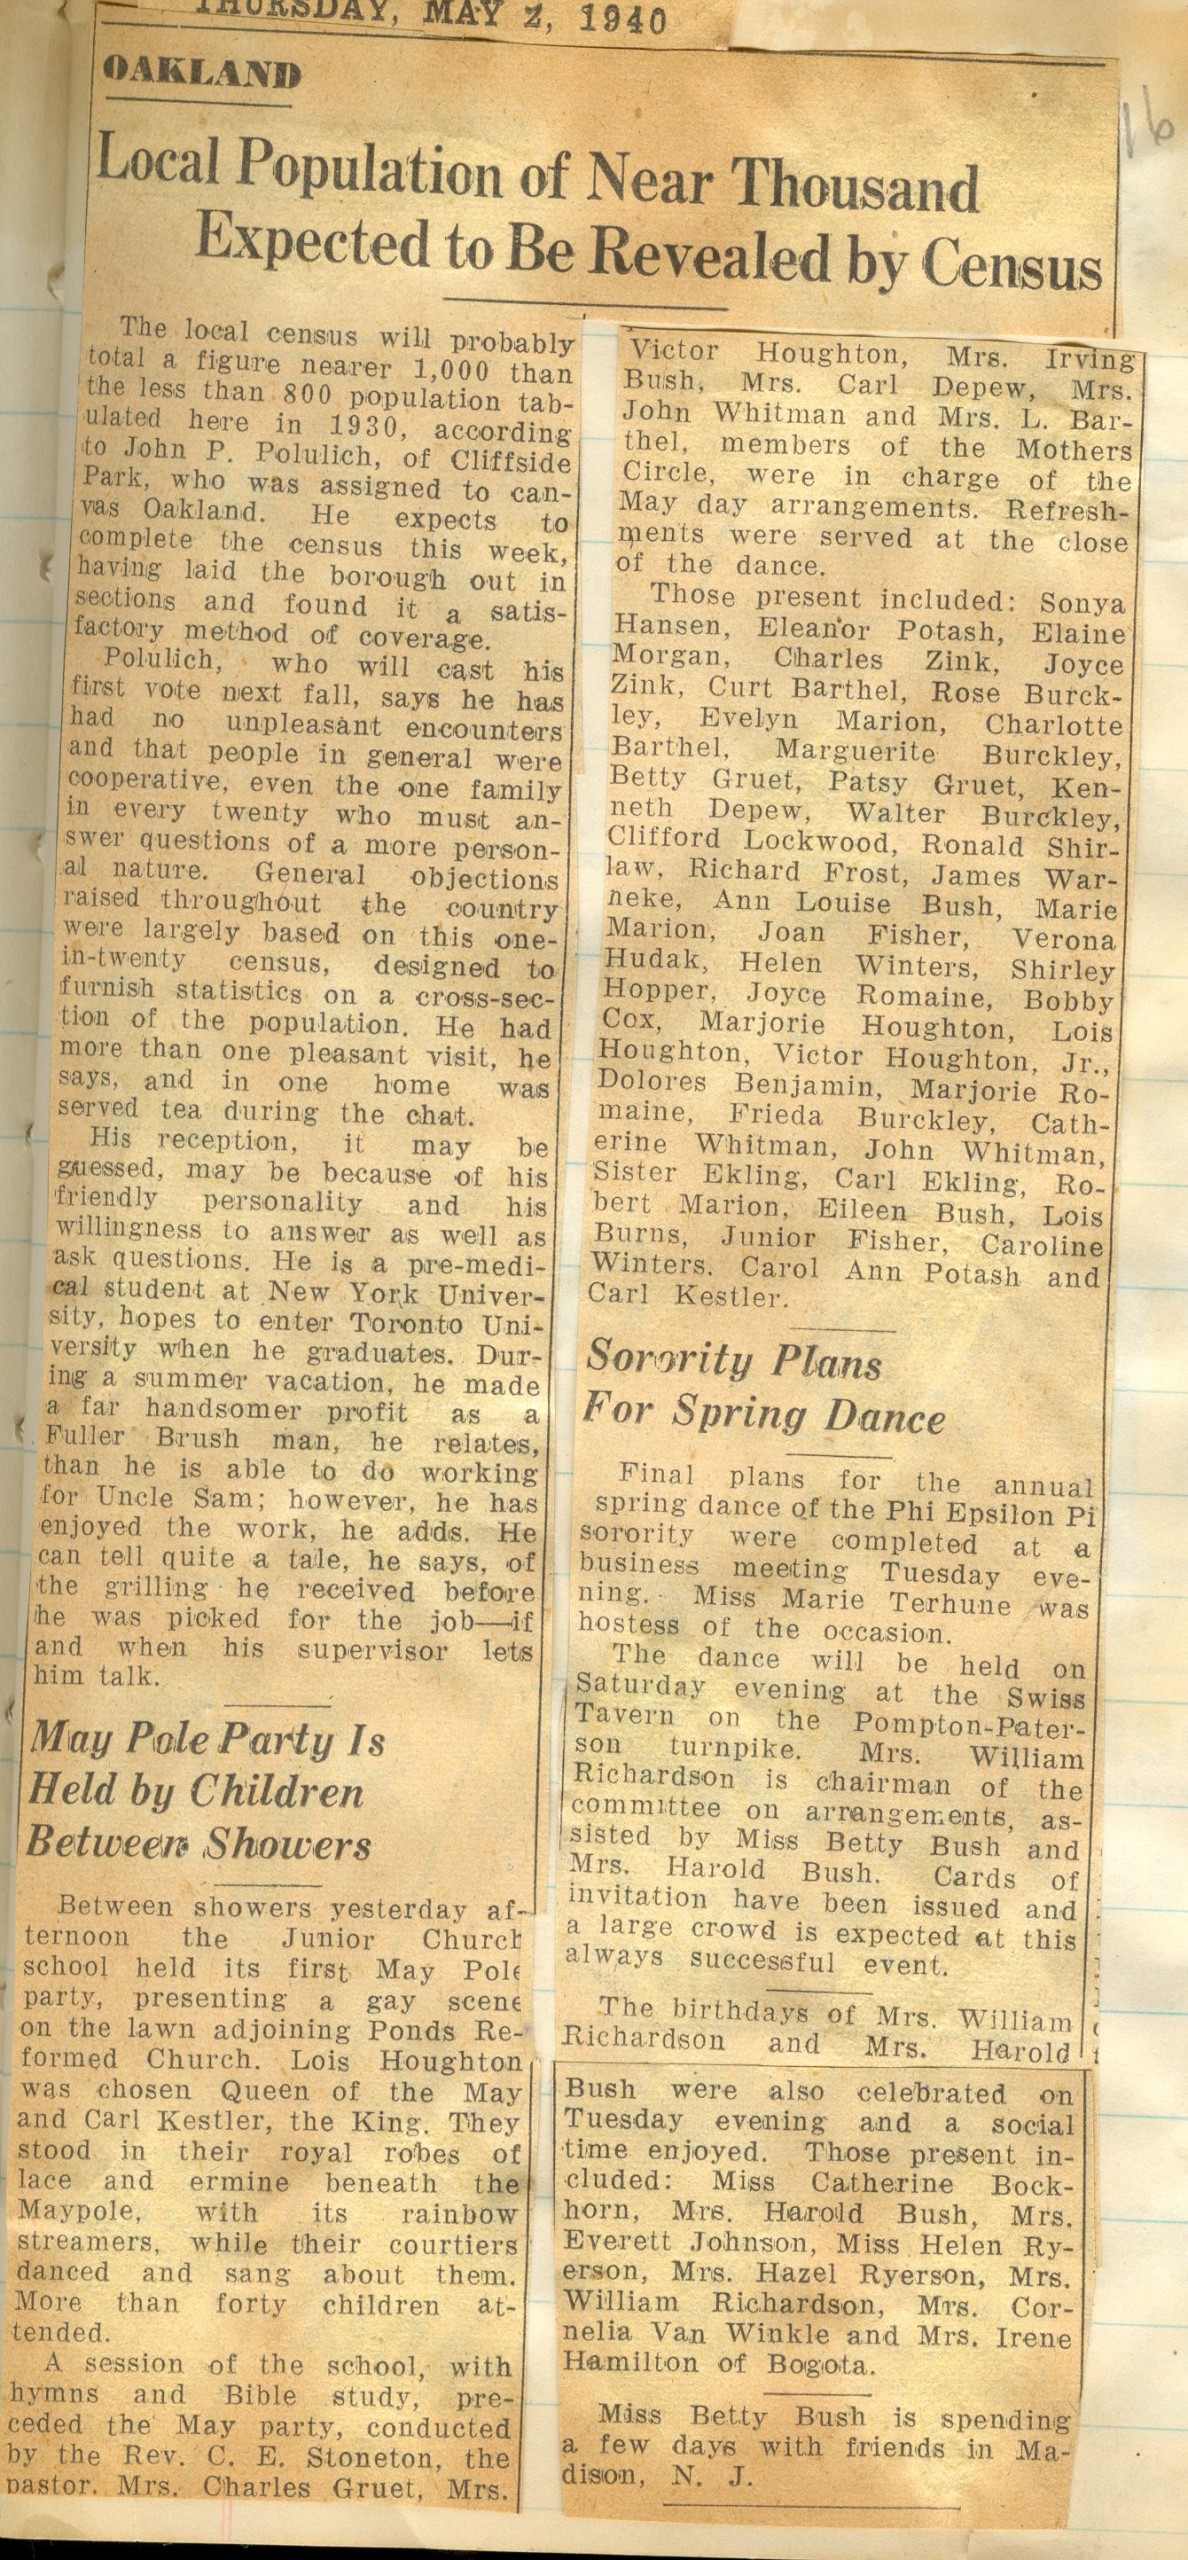 THURSDAY, MAY 2, 1940
16
OAKLAND
Local Population of Near Thousand
Expected to Be Revealed by Census
The local census will probably
total a figure nearer 1,000 than
the less than 800 population tab-
ulated here in 1930, according
to John P. Polulich, of Cliffside
Park, who was assigned to can-
vas Oakland. He expects to
complete the census this week,
having laid the borough out in
sections and found it a satis-
factory method of coverage.
Polulich, who will cast his
first vote next fall, says he has
had no unpleasant encounters
and that people in general were
cooperative, even the one family
in every twenty who must an-
swer questions of a more person-
al nature. General objections
raised throughout the country
were largely based on this one-
in-twenty census, designed to
furnish statistics on a cross-sec-
tion of the population. He had
more than one pleasant visit, he
says, and in one home was
served tea during the chat.
His reception, it may be
guessed, may be because of his
friendly personality and his
willingness to answer as well as
ask questions. He is a pre-medi-
cal student at New York Univer-
sity, hopes to enter Toronto Uni-
versity when he graduates. Dur-
ing a summer vacation, he made
a far handsomer profit as a
Fuller Brush man, he relates,
than he is able to do working
for Uncle Sam; however, he has
enjoyed the work, he adds. He
can tell quite a tale, he says, of
the grilling he received before
he was picked for the job—if
and when his supervisor lets
him talk.
May Pole Party Is
Held by Children
Between Showers
Between showers yesterday af-
ternoon the Junior Church
school held its first May Pole
party, presenting a gay scene
on the lawn adjoining Ponds Re-
formed Church. Lois Houghton
was chosen Queen of the May
and Carl Kestler, the King. They
stood in their royal robes of
lace and ermine beneath the
Maypole, with its rainbow
streamers, while their courtiers
danced and sang about them.
More than forty children at-
tended.
A session of the school, with
hymns and Bible study, pre-
ceded the May party, conducted
by the Rev. C. E. Stoneton, the
pastor. Mrs. Charles Gruet, Mrs.
Victor Houghton, Mrs. Irving
Bush, Mrs. Carl Depew, Mrs.
John Whitman and Mrs. L. Bar-
thel, members of the Mothers
Circle, were in charge of the
May day arrangements. Refresh-
ments were served at the close
of the dance.
Those present included: Sonya
Hansen, Eleanor Potash, Elaine
Morgan, Charles Zink, Joyce
Zink, Curt Barthel, Rose Burck-
ley, Evelyn Marion, Charlotte
Barthel, Marguerite Burckley,
Betty Gruet, Patsy Gruet, Ken-
neth Depew, Walter Burckley,
Clifford Lockwood, Ronald Shir-
law, Richard Frost, James War-
neke, Ann Louise Bush, Marie
Marion, Joan Fisher, Verona
Hudak, Helen Winters, Shirley
Hopper, Joyce Romaine, Bobby
Cox, Marjorie Houghton, Lois
Houghton, Victor Houghton, Jr.,
Dolores Benjamin, Marjorie Ro-
maine, Frieda Burckley, Cath-
erine Whitman, John Whitman,
Sister Ekling, Carl Ekling, Ro-
bert Marion, Eileen Bush, Lois
Burns, Junior Fisher, Caroline
Winters. Carol Ann Potash and
Carl Kestler.
Sorority Plans
For Spring Dance
Final plans for the annual
spring dance of the Phi Epsilon Pi
sorority were completed at a
business meeting Tuesday eve-
ning. Miss Marie Terhune was
hostess of the occasion.
The dance will be held on
Saturday evening at the Swiss
Tavern on the Pompton-Pater-
son turnpike. Mrs. William
Richardson is chairman of the
committee on arrangements, as-
sisted by Miss Betty Bush and
Mrs. Harold Bush. Cards of
invitation have been issued and
a large crowd is expected at this
always successful event.
The birthdays of Mrs. William
Richardson and Mrs. Harold
Bush were also celebrated on
Tuesday evening and a social
time enjoyed. Those present in-
cluded: Miss Catherine Bock-
horn, Mrs. Harold Bush, Mrs.
Everett Johnson, Miss Helen Ry-
erson, Mrs. Hazel Ryerson, Mrs.
William Richardson, Mrs. Cor-
nelia Van Winkle and Mrs. Irene
Hamilton of Bogota.
Miss Betty Bush is spending
a few days with friends in Ma-
dison, N. J.